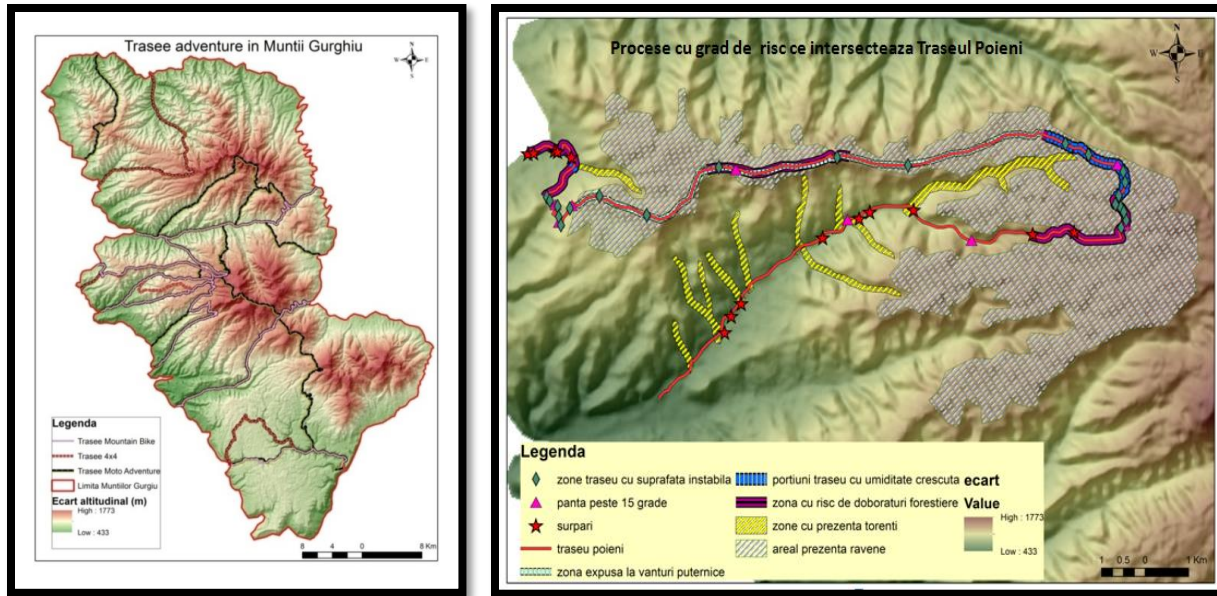 Trasee adventure in Muntii Gurghiu
N
W E
S
Legenda
Trasee Mountain Bike
Trasee 4x4
Trasee Moto Adventure
Limita Muntiilor Gurgiu
Ecart altitudinal (m)
High : 1773
Low : 433
8 4 0 8 Km
Procese cu grad de risc ce intersecteaza Traseul Poieni
N
W E
S
Legenda
zone traseu cu suprafata instabila
panta peste 15 grade
surpari
traseu poieni
zona expusa la vanturi puternice
portiuni traseu cu umiditate crescuta
zona cu risc de doboraturi forestiere
zone cu prezenta torenti
areal prezenta ravene
ecart
Value
High : 1773
Low : 433
1 0.5 0 1 Km